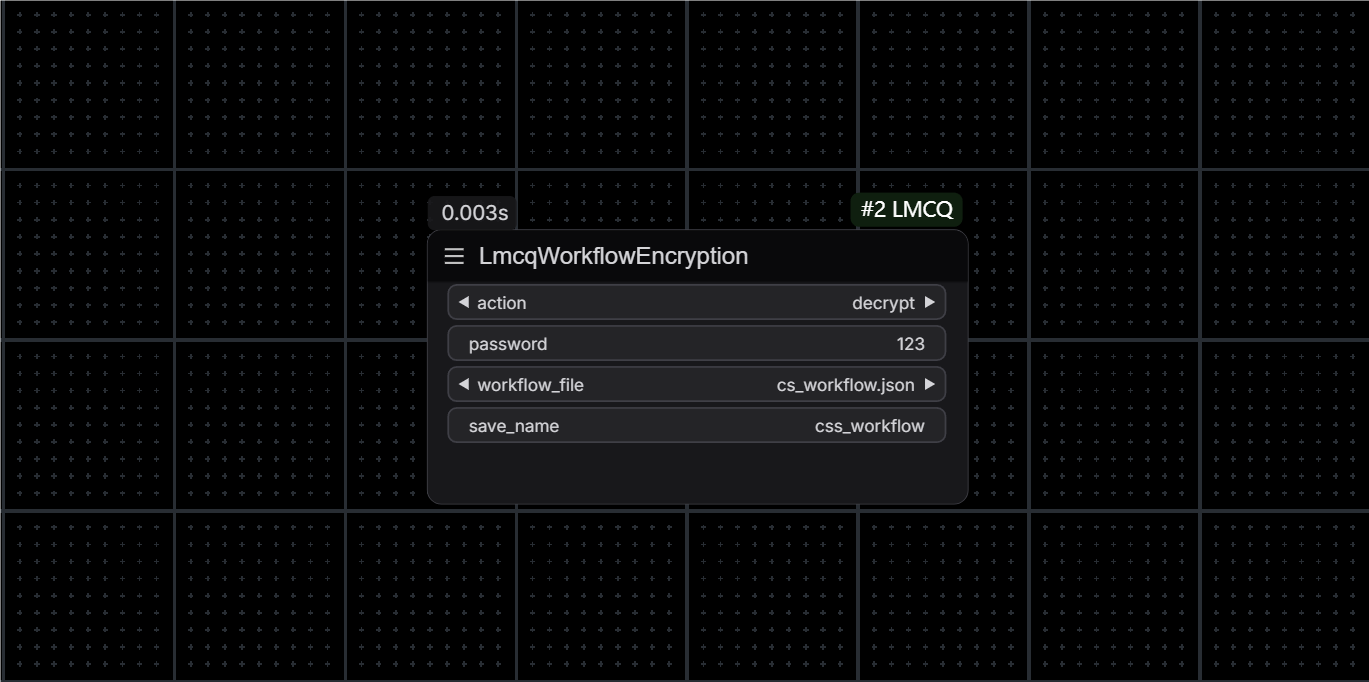 0.003s
#2 LMCQ
LmcqWorkflowEncryption
action decrypt
password 123
workflow_file cs_workflow.json
save_name css_workflow